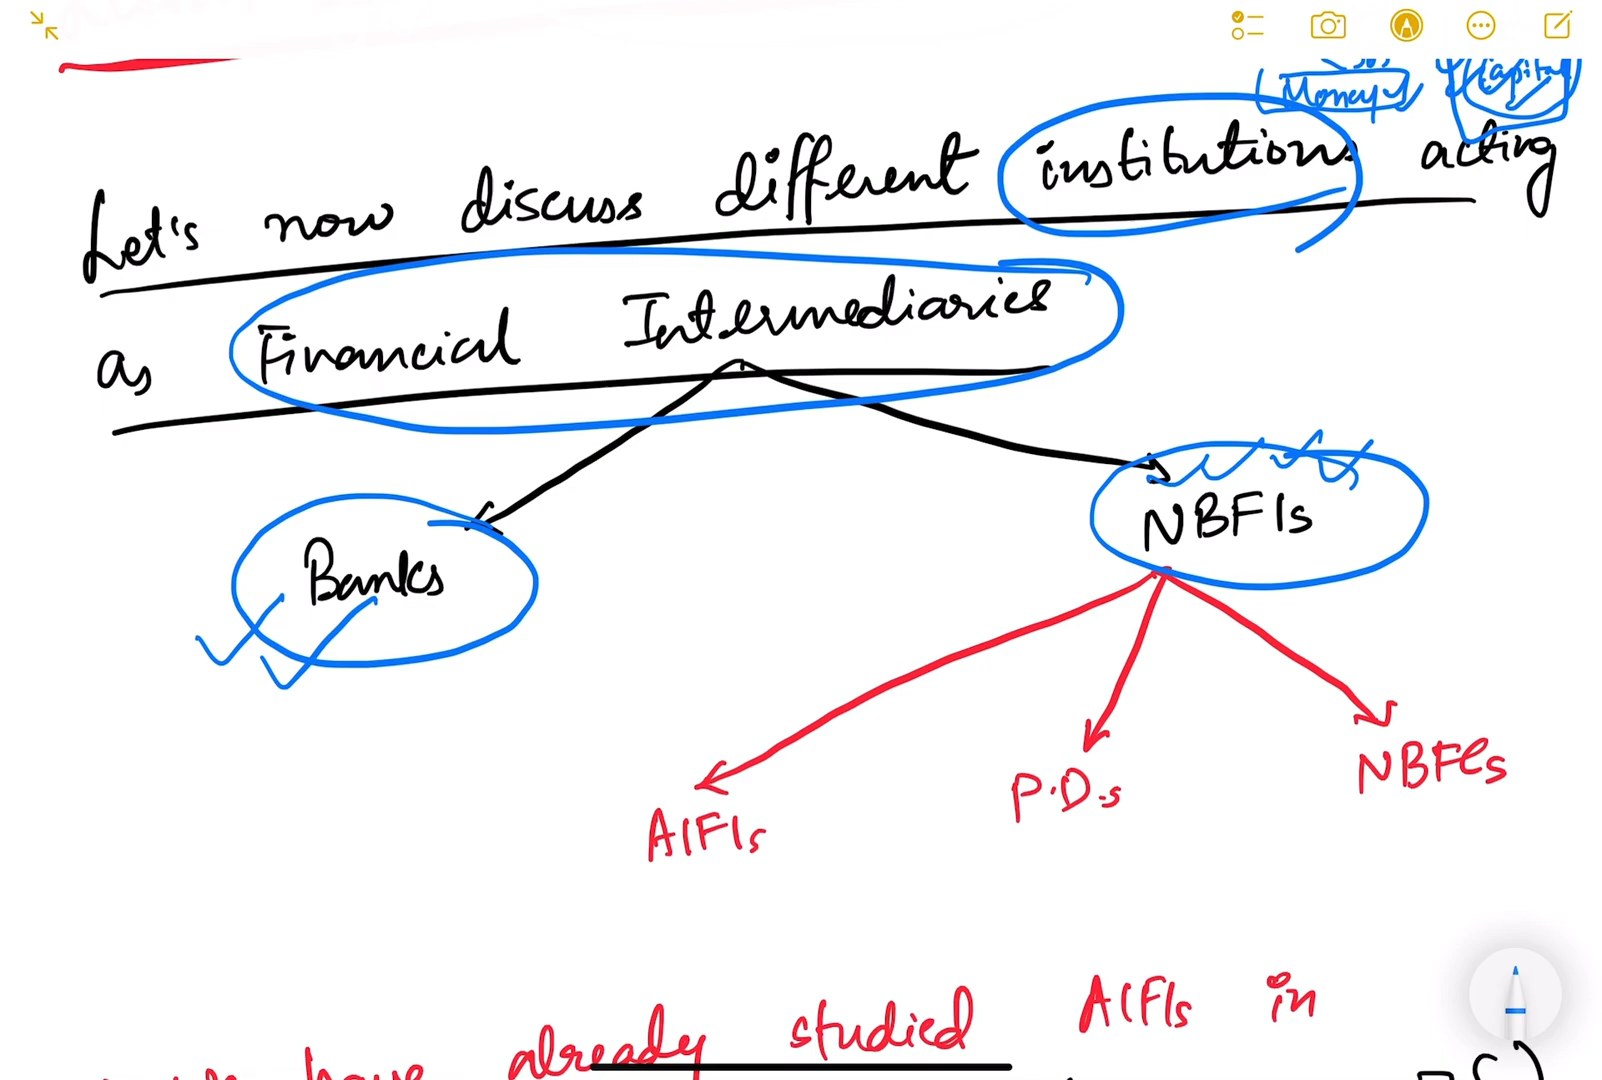 Money
Capital
Let's now discuss different institutions acting
as Financial Intermediaries
Banks
NBFIs
AIFIs
P.D.s
NBFCs
have already studied AIFIs in